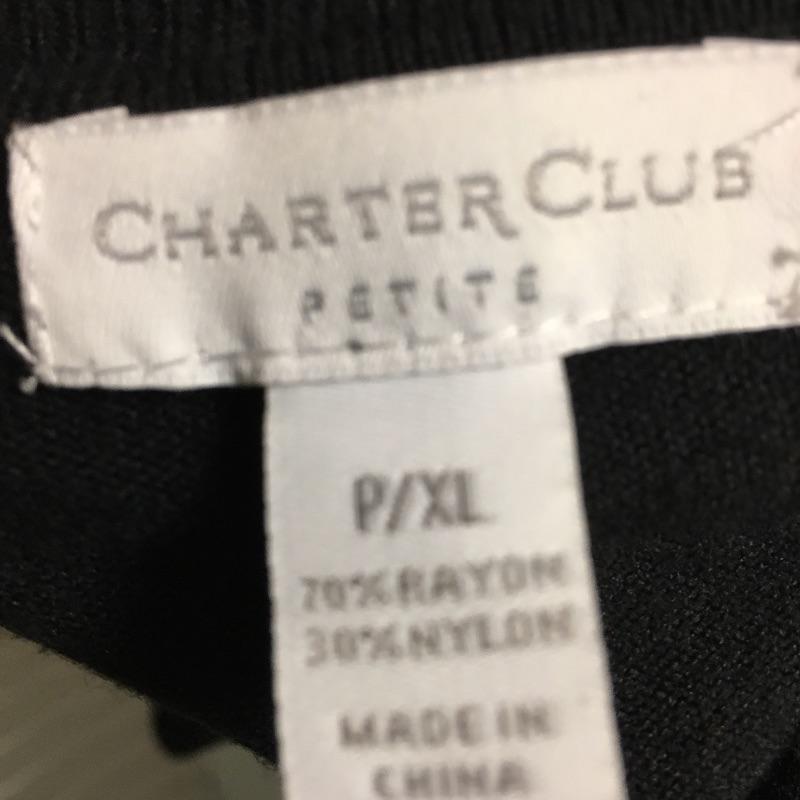 CHARTER CLUB
PETITE
P/XL
70%RAYON
30%NYLON
MADE IN
CHINA